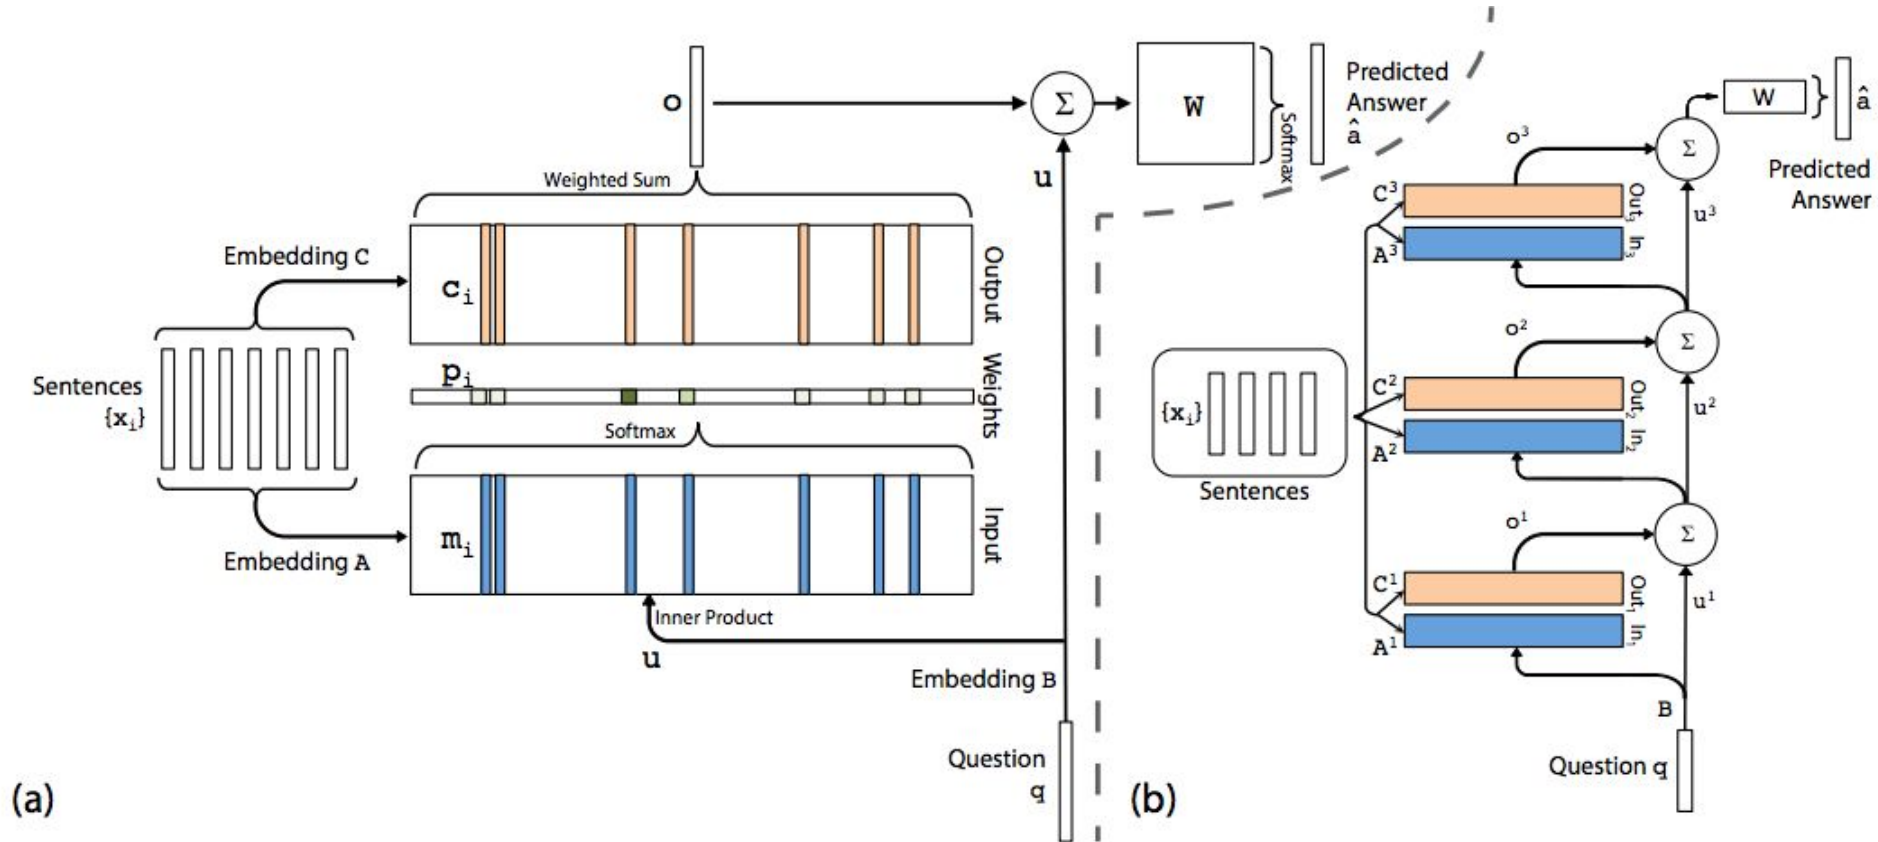 o
Σ
W
Softmax
Predicted
Answer
â
u
Weighted Sum
Embedding C
c_i
Output
Sentences
{x_i}
p_i
Weights
Softmax
m_i
Input
Embedding A
Inner Product
u
Embedding B
Question
q
(a)
W
â
Predicted
Answer
o³
Σ
C³
Out₃
A³
In₃
u³
o²
Σ
C²
Out₂
A²
In₂
u²
{x_i}
Sentences
o¹
Σ
C¹
Out₁
A¹
In₁
u¹
B
Question q
(b)